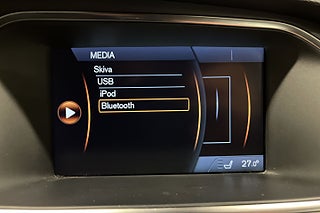 MEDIA
Skiva
USB
iPod
Bluetooth
27.0°